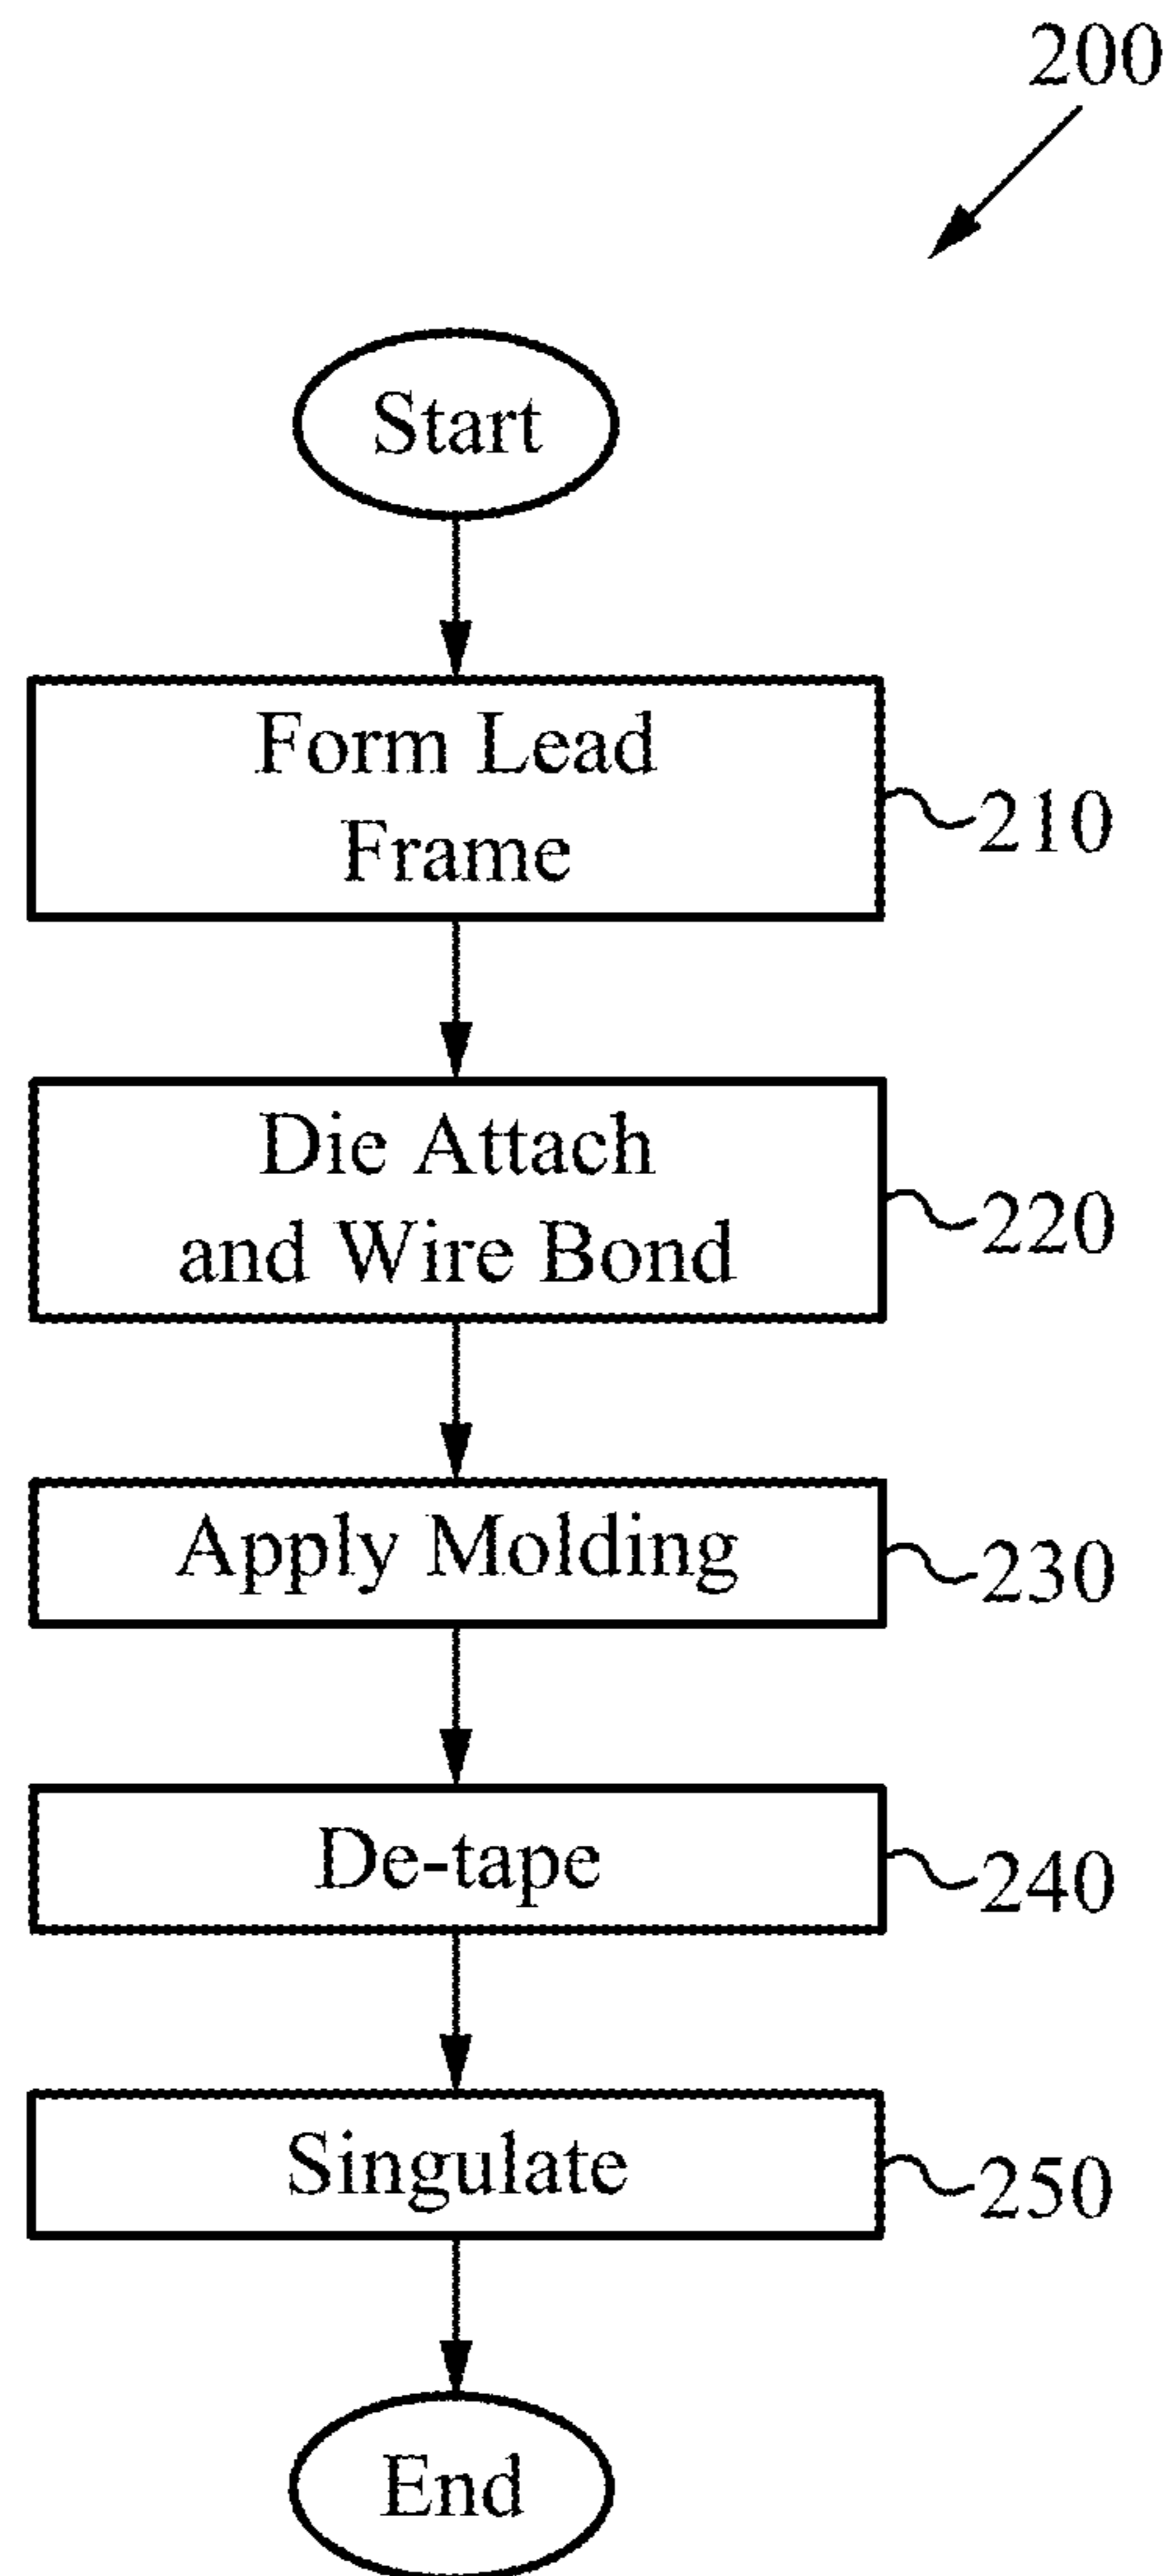 200
Start
Form Lead
Frame
210
Die Attach
and Wire Bond
220
Apply Molding
230
De-tape
240
Singulate
250
End